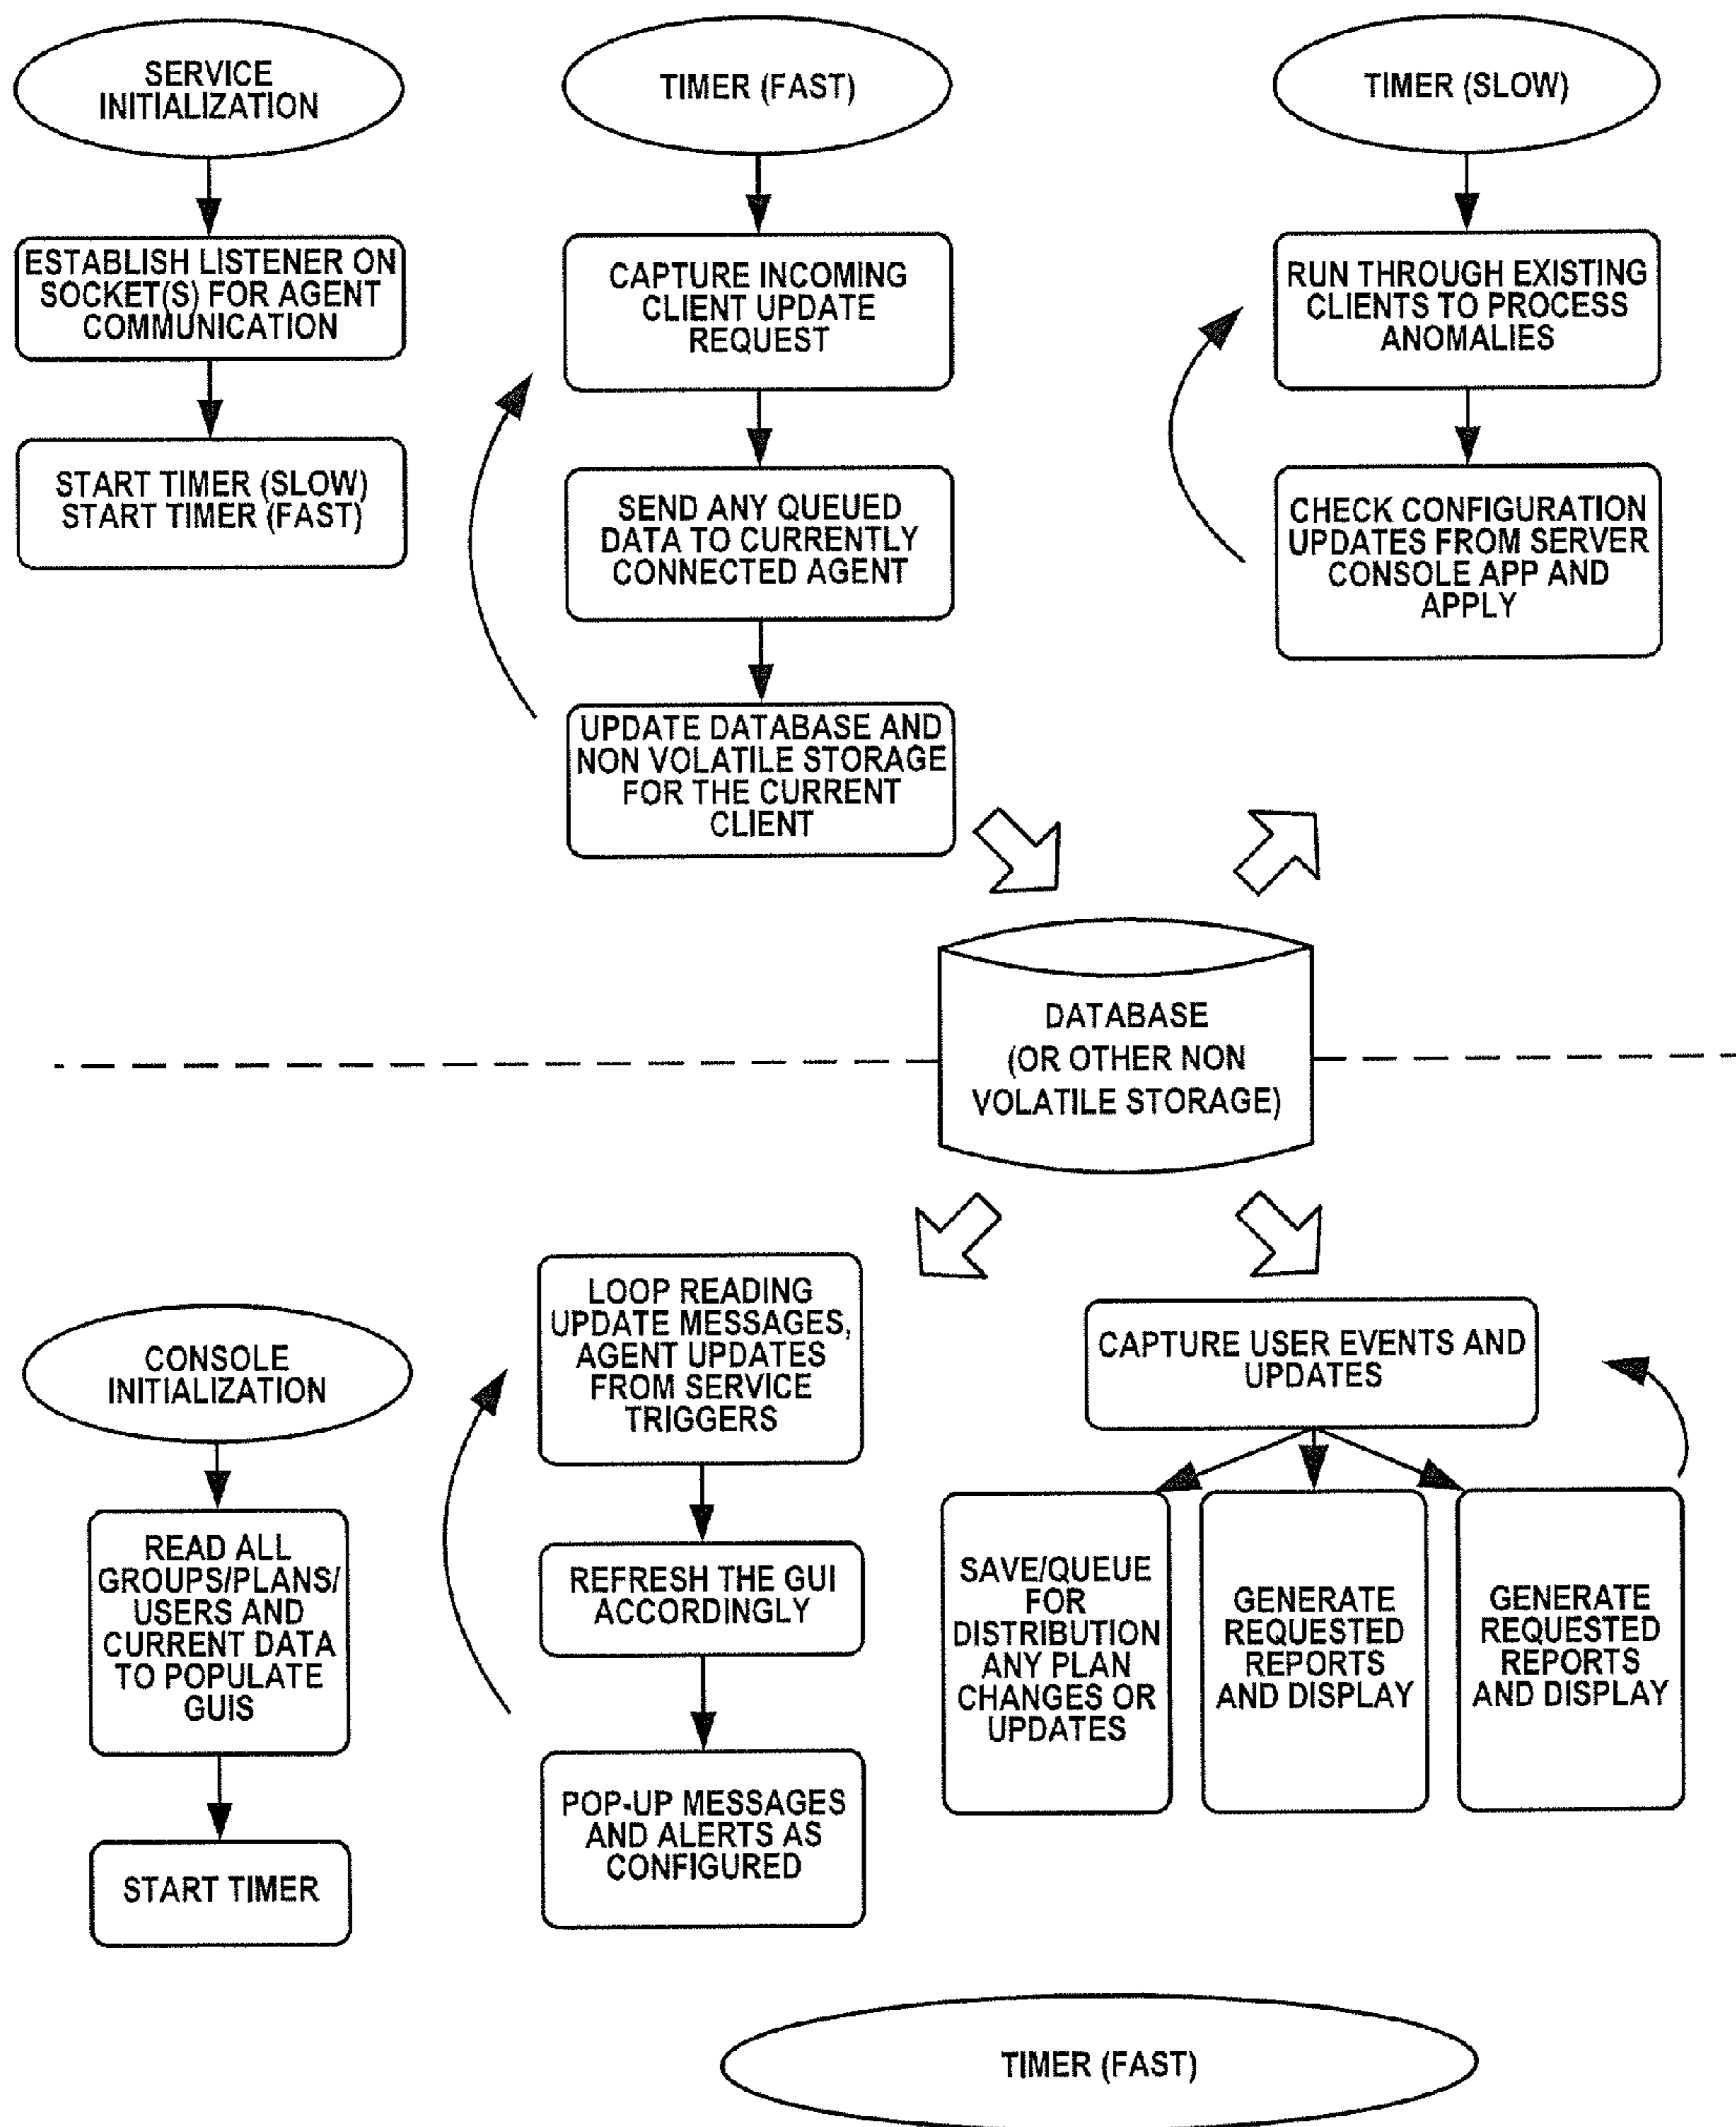 SERVICE
INITIALIZATION
ESTABLISH LISTENER ON
SOCKET(S) FOR AGENT
COMMUNICATION
START TIMER (SLOW)
START TIMER (FAST)
TIMER (FAST)
CAPTURE INCOMING
CLIENT UPDATE
REQUEST
SEND ANY QUEUED
DATA TO CURRENTLY
CONNECTED AGENT
UPDATE DATABASE AND
NON VOLATILE STORAGE
FOR THE CURRENT
CLIENT
TIMER (SLOW)
RUN THROUGH EXISTING
CLIENTS TO PROCESS
ANOMALIES
CHECK CONFIGURATION
UPDATES FROM SERVER
CONSOLE APP AND
APPLY
DATABASE
(OR OTHER NON
VOLATILE STORAGE)
CONSOLE
INITIALIZATION
READ ALL
GROUPS/PLANS/
USERS AND
CURRENT DATA
TO POPULATE
GUIS
START TIMER
LOOP READING
UPDATE MESSAGES,
AGENT UPDATES
FROM SERVICE
TRIGGERS
REFRESH THE GUI
ACCORDINGLY
POP-UP MESSAGES
AND ALERTS AS
CONFIGURED
CAPTURE USER EVENTS AND
UPDATES
SAVE/QUEUE
FOR
DISTRIBUTION
ANY PLAN
CHANGES OR
UPDATES
GENERATE
REQUESTED
REPORTS
AND DISPLAY
GENERATE
REQUESTED
REPORTS
AND DISPLAY
TIMER (FAST)